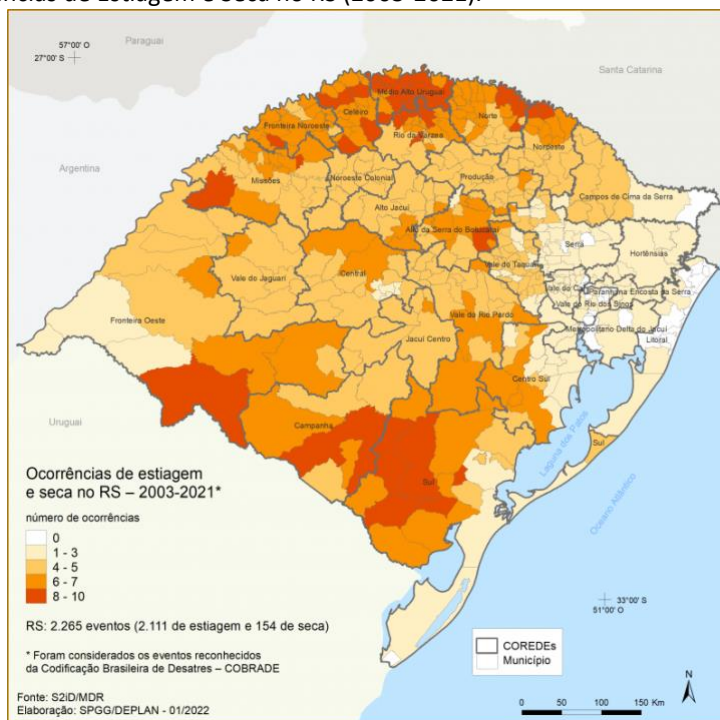 ências de Estiagem e Seca no RS (2003-2021).
57°00' O
27°00' S
Paraguai
Santa Catarina
Argentina
Uruguai
Médio Alto Uruguai
Celeiro
Fronteira Noroeste
Norte
Rio da Várzea
Nordeste
Missões
Noroeste Colonial
Produção
Campos de Cima da Serra
Alto Jacuí
Alto da Serra do Botucaraí
Serra
Hortênsias
Vale do Jaguari
Central
Vale do Taquari
Paranhana Encosta da Serra
Vale do Rio dos Sinos
Fronteira Oeste
Vale do Rio Pardo
Metropolitano Delta do Jacuí
Litoral
Jacuí Centro
Centro Sul
Campanha
Sul
Sul
Laguna dos Patos
Oceano Atlântico
Ocorrências de estiagem
e seca no RS – 2003-2021*
número de ocorrências
0
1 - 3
4 - 5
6 - 7
8 - 10
RS: 2.265 eventos (2.111 de estiagem e 154 de seca)
* Foram considerados os eventos reconhecidos
da Codificação Brasileira de Desatres – COBRADE
33°00' S
51°00' O
COREDEs
Município
N
Fonte: S2iD/MDR
Elaboração: SPGG/DEPLAN - 01/2022
0 50 100 150 Km